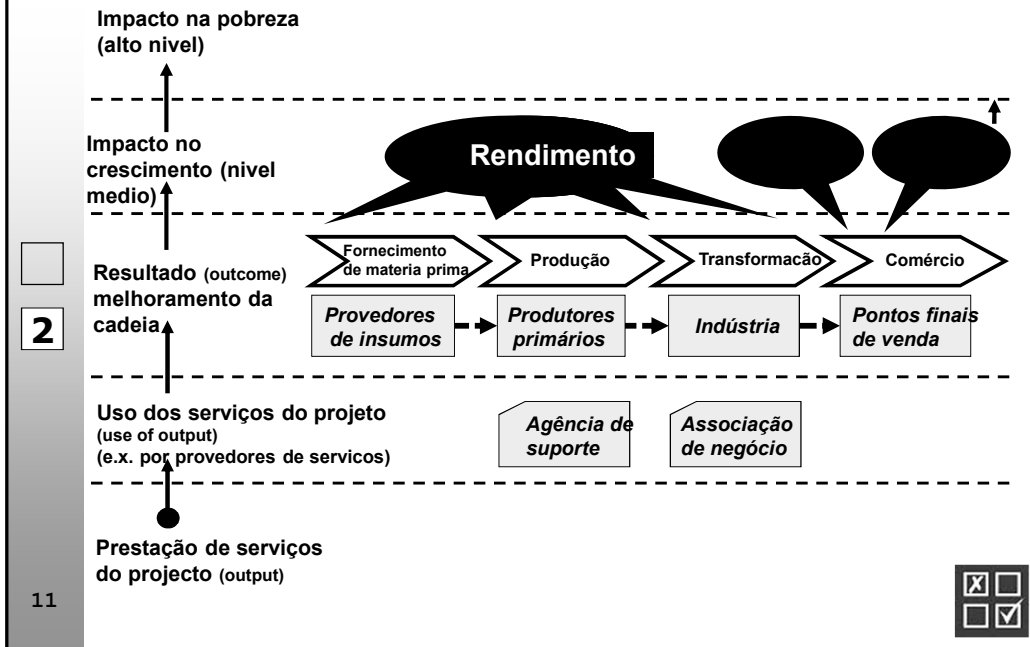 Impacto na pobreza
(alto nivel)
Impacto no
crescimento (nivel
medio)
Rendimento
Resultado (outcome)
melhoramento da
cadeia
Fornecimento
de materia prima
Produção
Transformacão
Comércio
2
Provedores
de insumos
Produtores
primários
Indústria
Pontos finais
de venda
Uso dos serviços do projeto
(use of output)
(e.x. por provedores de servicos)
Agência de
suporte
Associação
de negócio
Prestação de serviços
do projecto (output)
11